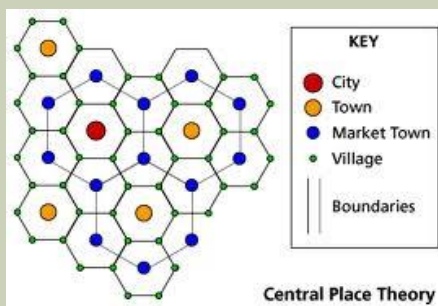 KEY
City
Town
Market Town
Village
Boundaries
Central Place Theory